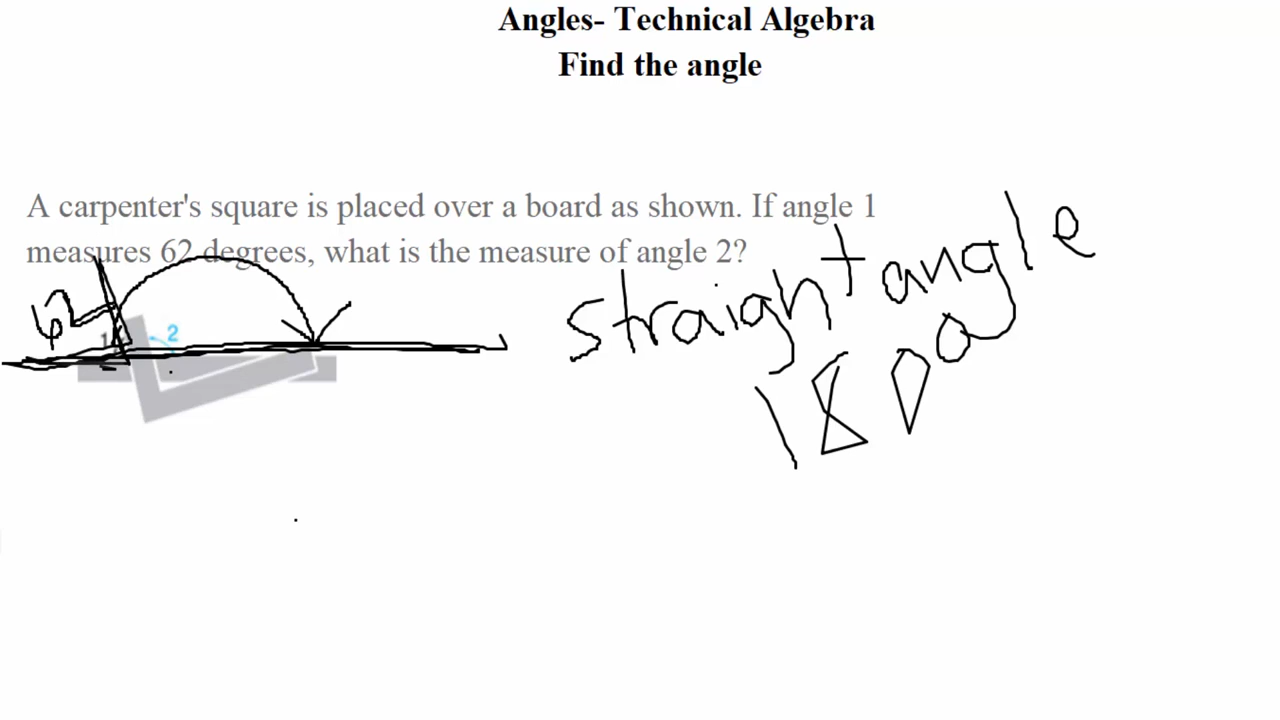 Angles- Technical Algebra
Find the angle
A carpenter's square is placed over a board as shown. If angle 1
measures 62 degrees, what is the measure of angle 2?
straight angle
180
62
1
2